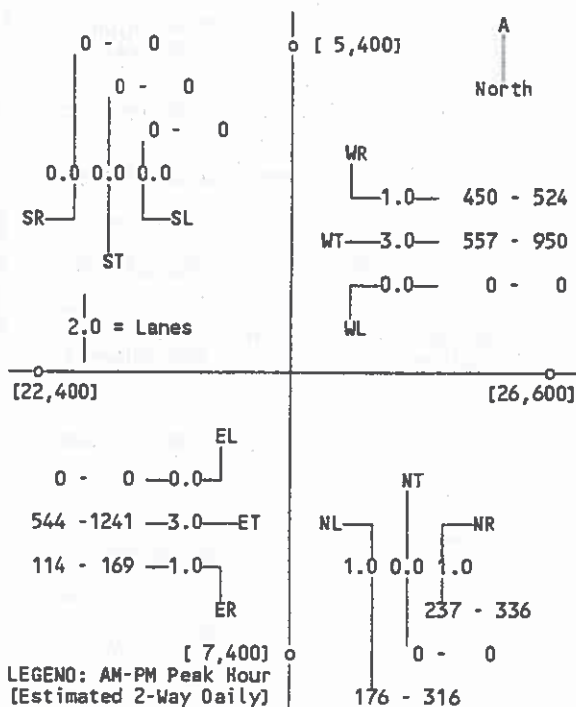 0 - 0
[ 5,400]
A
North
0 - 0
0 - 0
0.0 0.0 0.0
SR
SL
ST
WR
1.0 450 - 524
WT 3.0 557 - 950
0.0 0 - 0
WL
2.0 = Lanes
[22,400]
[26,600]
EL
0 - 0 0.0
544 -1241 3.0 ET
114 - 169 1.0
ER
NT
NL
NR
1.0 0.0 1.0
237 - 336
[ 7,400]
0 - 0
LEGENO: AM-PM Peak Hour
[Estimated 2-Way Oaily]
176 - 316